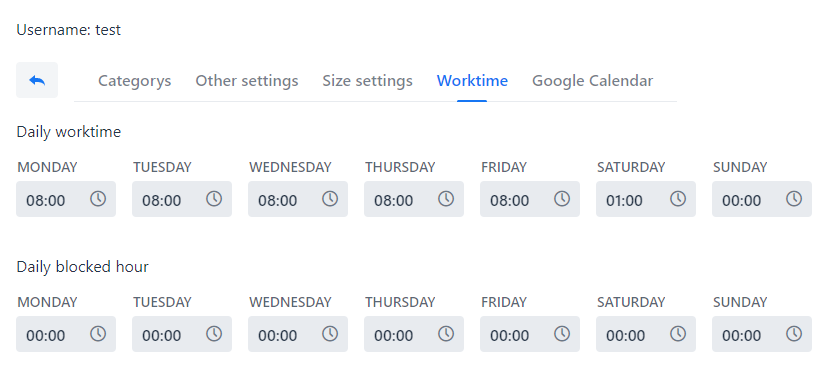 Username: test
Categorys Other settings Size settings Worktime Google Calendar
Daily worktime
MONDAY TUESDAY WEDNESDAY THURSDAY FRIDAY SATURDAY SUNDAY
08:00 08:00 08:00 08:00 08:00 01:00 00:00
Daily blocked hour
MONDAY TUESDAY WEDNESDAY THURSDAY FRIDAY SATURDAY SUNDAY
00:00 00:00 00:00 00:00 00:00 00:00 00:00